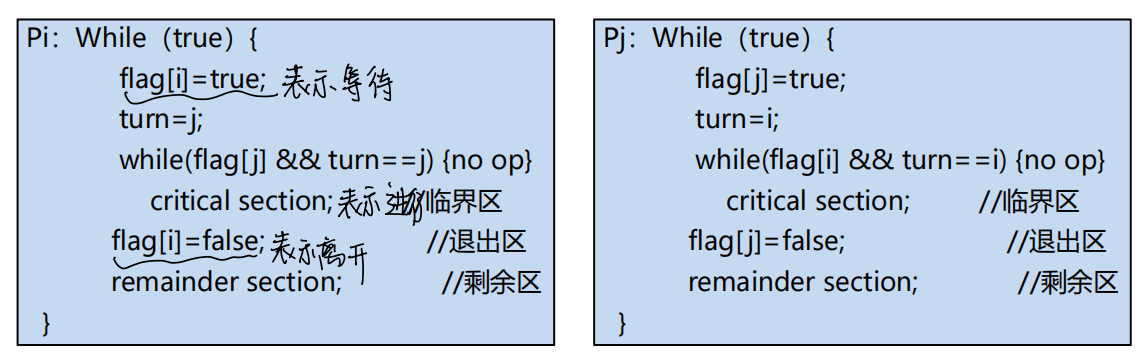 Pi：While（true）{
flag[i]=true; 表示等待
turn=j;
while(flag[j] && turn==j) {no op}
critical section; 表示 //临界区
flag[i]=false; 表示离开 //退出区
remainder section; //剩余区
}
Pj：While（true）{
flag[j]=true;
turn=i;
while(flag[i] && turn==i) {no op}
critical section; //临界区
flag[j]=false; //退出区
remainder section; //剩余区
}